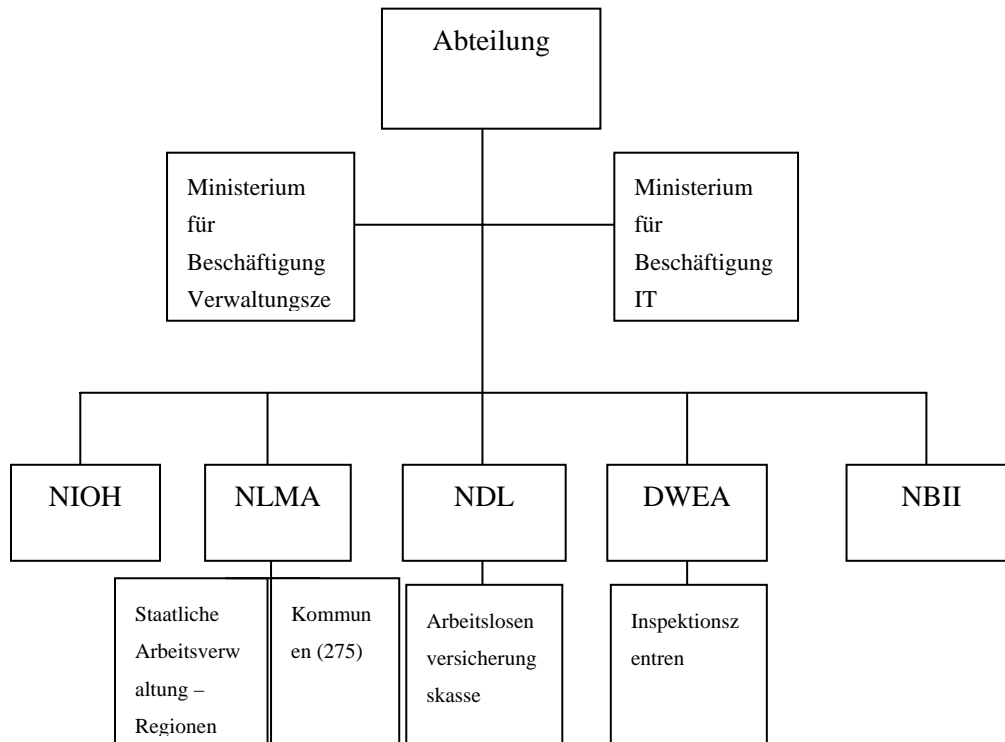 Abteilung
Ministerium
für
Beschäftigung
Verwaltungsze
Ministerium
für
Beschäftigung
IT
NIOH
NLMA
NDL
DWEA
NBII
Staatliche
Arbeitsverw
altung –
Regionen
Kommun
en (275)
Arbeitslosen
versicherung
skasse
Inspektionsz
entren